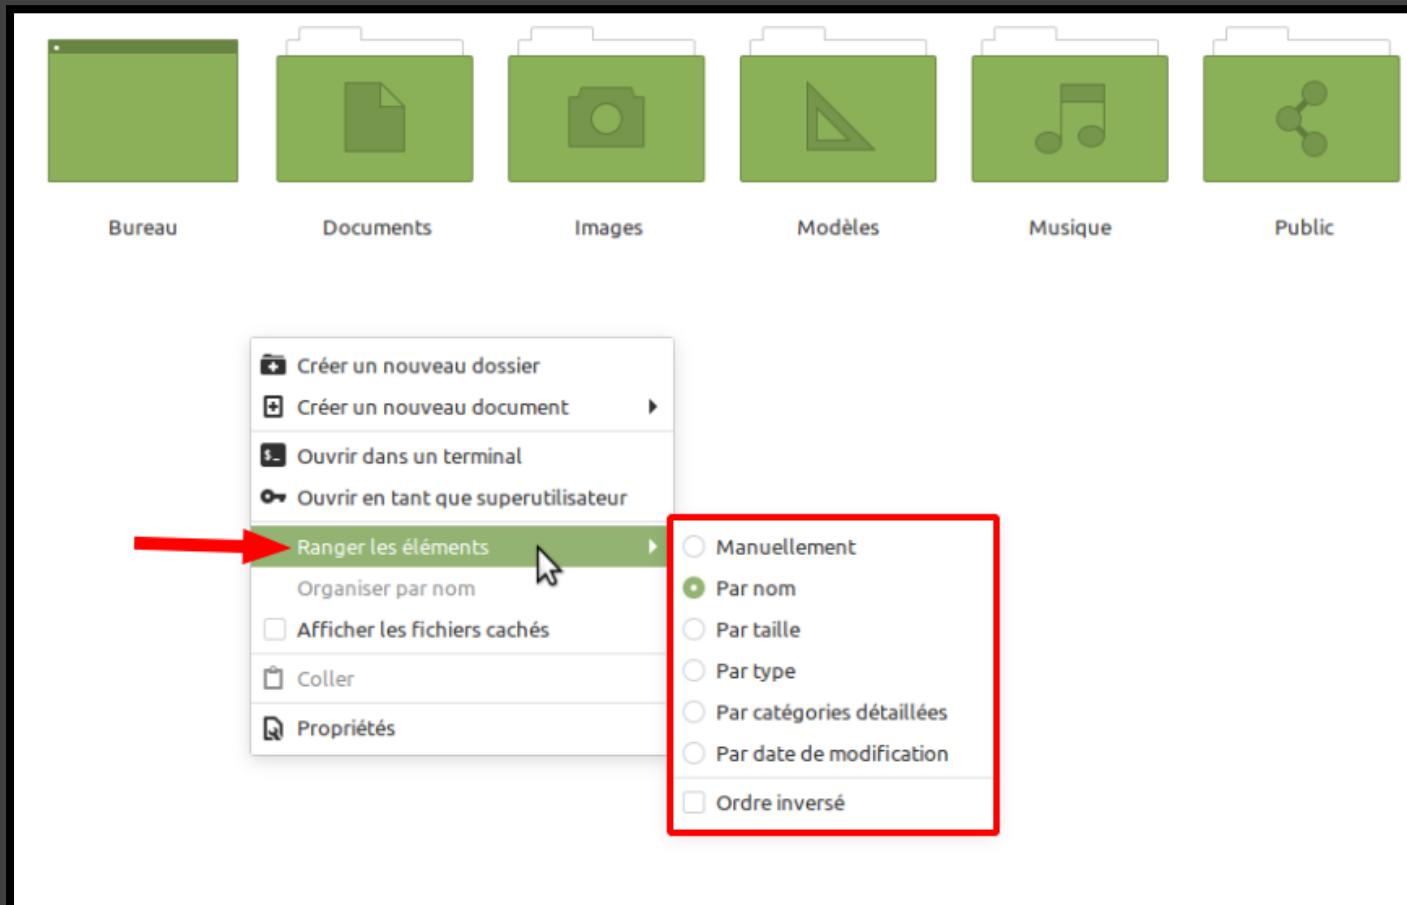 Bureau
Documents
Images
Modèles
Musique
Public
Créer un nouveau dossier
Créer un nouveau document
$_
Ouvrir dans un terminal
Ouvrir en tant que superutilisateur
Ranger les éléments
Organiser par nom
Afficher les fichiers cachés
Coller
Propriétés
Manuellement
Par nom
Par taille
Par type
Par catégories détaillées
Par date de modification
Ordre inversé